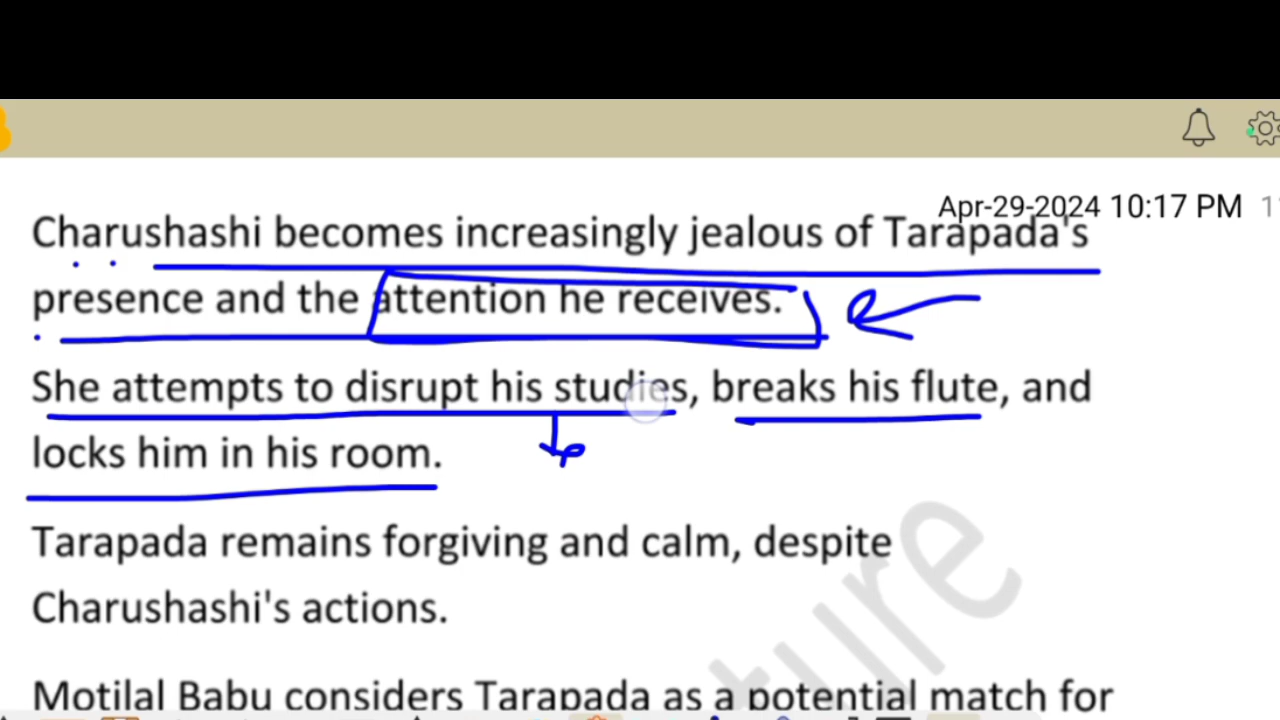 Apr-29-2024 10:17 PM
Charushashi becomes increasingly jealous of Tarapada's
presence and the attention he receives.
She attempts to disrupt his studies, breaks his flute, and
locks him in his room.
Tarapada remains forgiving and calm, despite
Charushashi's actions.
Motilal Babu considers Tarapada as a potential match for